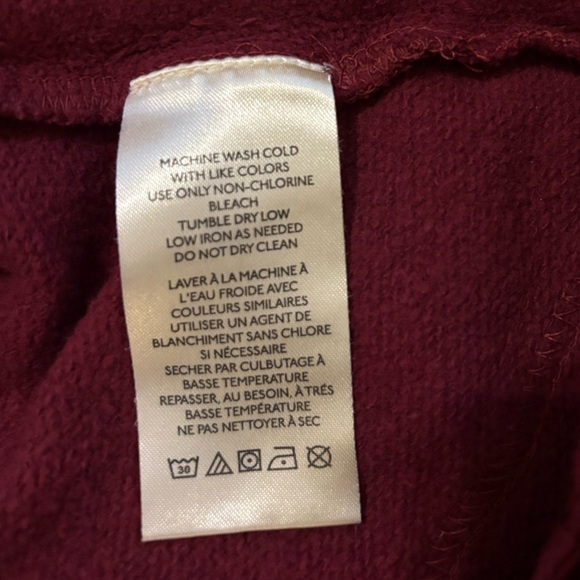 MACHINE WASH COLD
WITH LIKE COLORS
USE ONLY NON-CHLORINE
BLEACH
TUMBLE DRY LOW
LOW IRON AS NEEDED
DO NOT DRY CLEAN
LAVER À LA MACHINE À
L'EAU FROIDE AVEC
COULEURS SIMILAIRES
UTILISER UN AGENT DE
BLANCHIMENT SANS CHLORE
SI NÉCESSAIRE
SECHER PAR CULBUTAGE À
BASSE TEMPERATURE
REPASSER, AU BESOIN, À TRÉS
BASSE TEMPÉRATURE
NE PAS NETTOYER À SEC
30